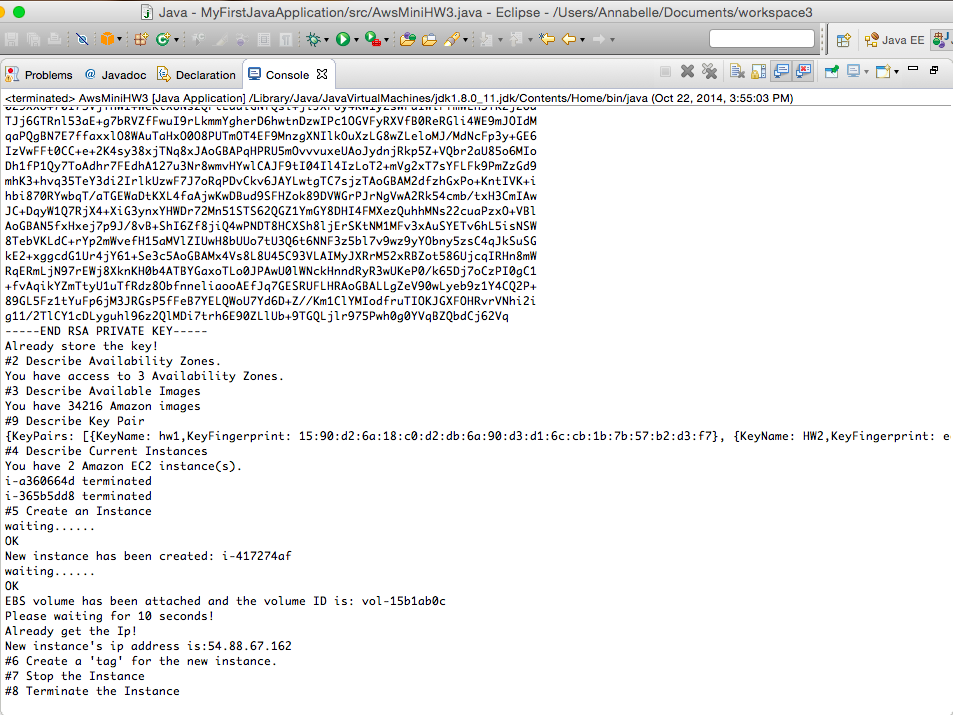 Java - MyFirstJavaApplication/src/AwsMiniHW3.java - Eclipse - /Users/Annabelle/Documents/workspace3
Java EE
Problems @ Javadoc Declaration Console
<terminated> AwsMiniHW3 [Java Application] /Library/Java/JavaVirtualMachines/jdk1.8.0_11.jdk/Contents/Home/bin/java (Oct 22, 2014, 3:55:03 PM)
TJj6GTRnl53aE+g7bRVZfFwuI9rLkmmYgherD6hwtnDzwIPc1OGVFyRXVfB0ReRGli4WE9mJOIdM
qaPQgBN7E7ffaxxlO8WAuTaHxO0O8PUTmOT4EF9MnzgXNIlkOuXzLG8wZLeloMJ/MdNcFp3y+GE6
IzVwFFt0CC+e+2K4sy38xjTNq8xJAoGBAPqHPRU5mOvvvuxeUAoJydnjRkp5Z+VQbr2aU85o6MIo
Dh1fP1Qy7ToAdhr7FEdhA127u3Nr8wmvHYwlCAJF9tI04Il4IzLoT2+mVg2xT7sYFLFk9PmZzGd9
mhK3+hvq35TeY3di2IrlkUzwF7J7oRqPDvCkv6JAYLwtgTC7sjzTAoGBAM2dfzhGxPo+KntIVK+i
hbi870RYwbqT/aTGEWaDtKXL4faAjwKwDBud9SFHZok89DVWGrPJrNgVwA2Rk54cmb/txH3CmIAw
JC+DqyW1Q7RjX4+XiG3ynxYHWDr72Mn51STS62QGZ1YmGY8DHI4FMXezQuhhMNs22cuaPzxO+VBl
AoGBAN5fxHxej7p9J/8vB+ShI6Zf8jiQ4wPNDT8HCXSh8ljErSKtNM1MFv3xAuSYETv6hL5isNSW
8TebVKLdC+rYp2mWvefH15aMVlZIUwH8bUUo7tU3Q6t6NNF3z5bl7v9wz9yYObny5zsC4qJkSuSG
kE2+xggcdG1Ur4jY61+Se3c5AoGAMx4Vs8L8U45C93VLAIMyJXRrM52xRBZot586UjcqIRHn8mW
RqERmLjN97rEWj8XknKH0b4ATBYGaxoTLo0JPAwU0lWNckHnndRyR3wUKeP0/k65Dj7oCzPI0gC1
+fvAqikYZmTtyU1uTfRdz8ObfnneliaooAEfJq7GESRUFLHRAoGBALLgZeV90wLyeb9z1Y4CQ2P+
89GL5Fz1tYuFp6jM3JRGsP5fFeB7YELQWoU7Yd6D+Z//Km1ClYMIodfruTIOKJGXFOHRvrVNhi2i
g11/2TlCY1cDLyguhl96z2QlMDi7trh6E90ZLlUb+9TGQLjlr975Pwh0g0YVqBZQbdCj62Vq
-----END RSA PRIVATE KEY-----
Already store the key!
#2 Describe Availability Zones.
You have access to 3 Availability Zones.
#3 Describe Available Images
You have 34216 Amazon images
#9 Describe Key Pair
{KeyPairs: [{KeyName: hw1,KeyFingerprint: 15:90:d2:6a:18:c0:d2:db:6a:90:d3:d1:6c:cb:1b:7b:57:b2:d3:f7}, {KeyName: HW2,KeyFingerprint: e
#4 Describe Current Instances
You have 2 Amazon EC2 instance(s).
i-a360664d terminated
i-365b5dd8 terminated
#5 Create an Instance
waiting......
OK
New instance has been created: i-417274af
waiting......
OK
EBS volume has been attached and the volume ID is: vol-15b1ab0c
Please waiting for 10 seconds!
Already get the Ip!
New instance's ip address is:54.88.67.162
#6 Create a 'tag' for the new instance.
#7 Stop the Instance
#8 Terminate the Instance